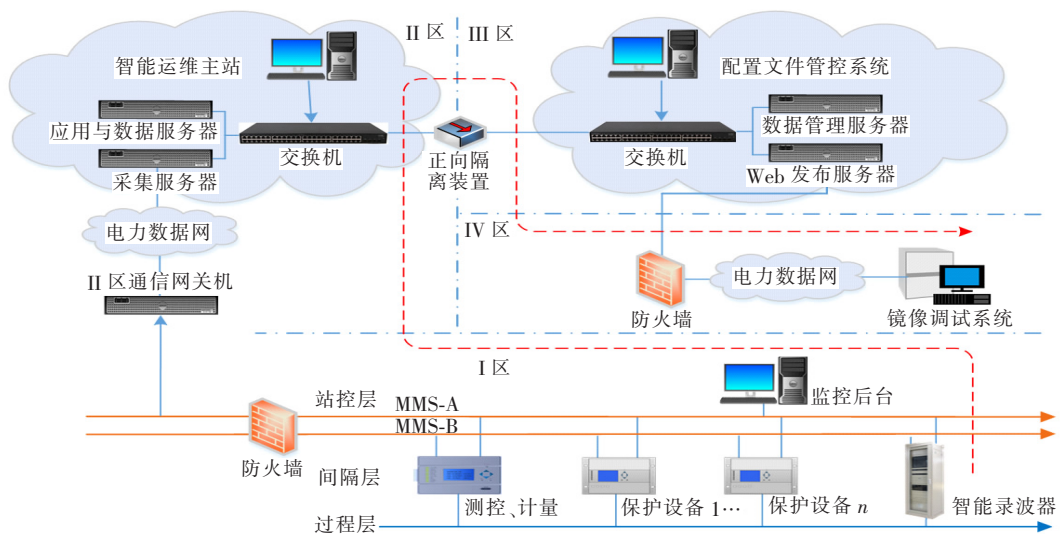 II 区
III 区
智能运维主站
配置文件管控系统
应用与数据服务器
交换机
采集服务器
正向隔
离装置
交换机
数据管理服务器
Web 发布服务器
电力数据网
IV 区
II 区通信网关机
电力数据网
防火墙
镜像调试系统
I 区
站控层
MMS-A
监控后台
MMS-B
防火墙
间隔层
测控、计量
保护设备 1…
保护设备 n
智能录波器
过程层